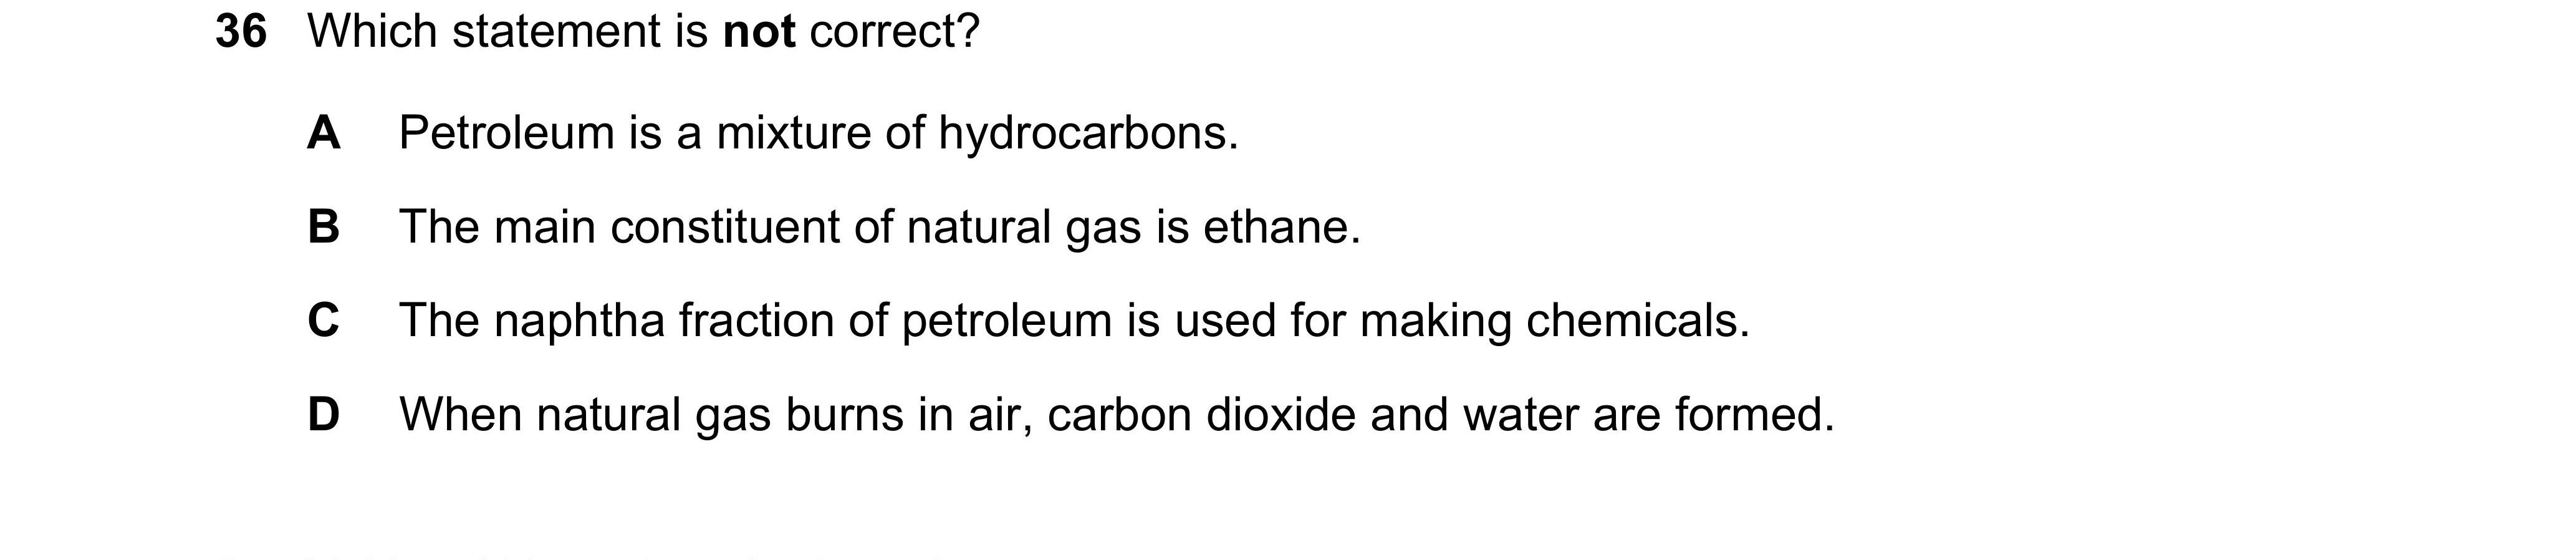 36 Which statement is not correct?
A Petroleum is a mixture of hydrocarbons.
B The main constituent of natural gas is ethane.
C The naphtha fraction of petroleum is used for making chemicals.
D When natural gas burns in air, carbon dioxide and water are formed.